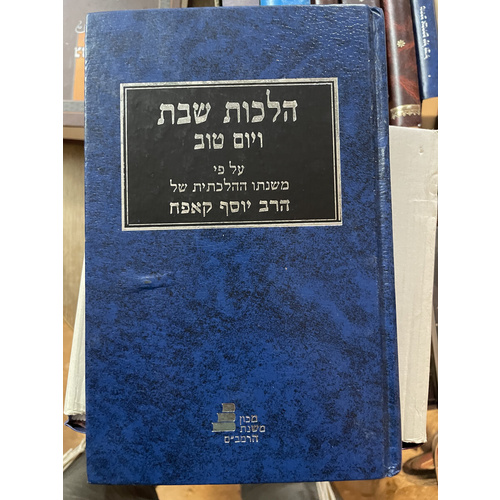 הלכות שבת
ויום טוב
על פי
משנתו ההלכתית של
הרב יוסף קאפח
מכון
משנת
הרמב״ם